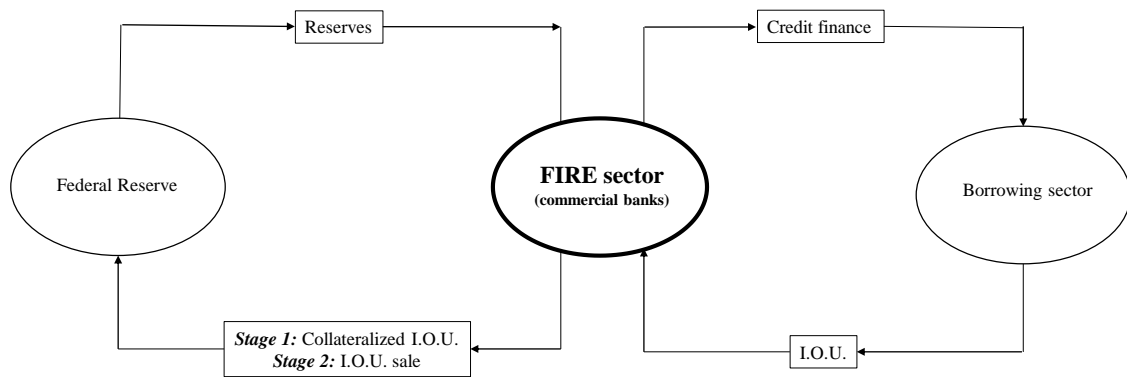 Reserves
Credit finance
Federal Reserve
FIRE sector
(commercial banks)
Borrowing sector
Stage 1: Collateralized I.O.U.
Stage 2: I.O.U. sale
I.O.U.